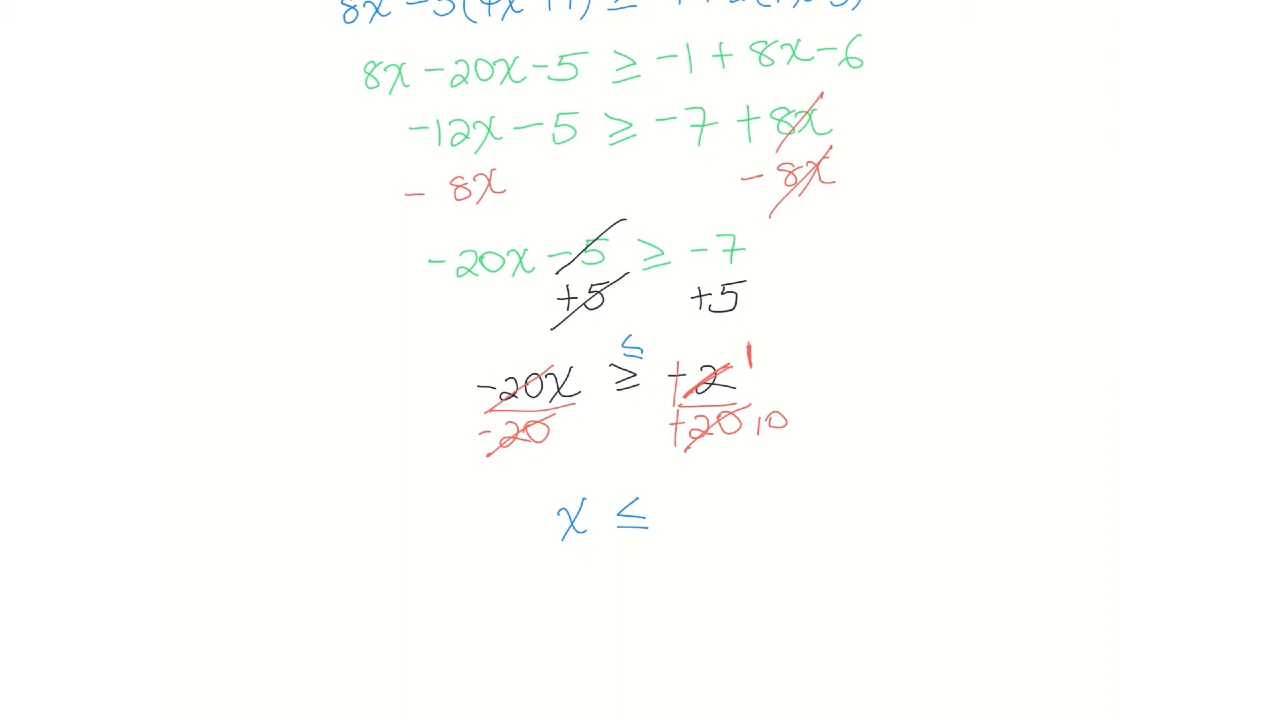 8x - 20x - 5 ≥ -1 + 8x - 6
-12x - 5 ≥ -7 + 8x
- 8x - 8x
-20x - 5 ≥ -7
+5 +5
≤
-20x ≥ +2 1
-20 +20 10
x ≤